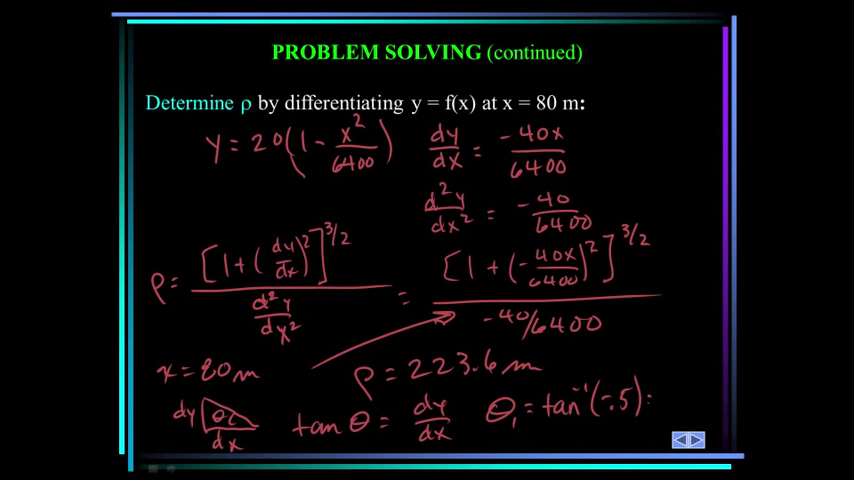 PROBLEM SOLVING (continued)
Determine ρ by differentiating y = f(x) at x = 80 m:
y = 20(1 - x²/6400) dy/dx = -40x/6400
d²y/dx² = -40/6400
ρ = [1+(dy/dx)²]^3/2 / d²y/dx² = [1 + (-40x/6400)²]^3/2 / -40/6400
x = 80m ρ = 223.6 m
dy dx tan θ = dy/dx θ₁ = tan⁻¹(-.5) =